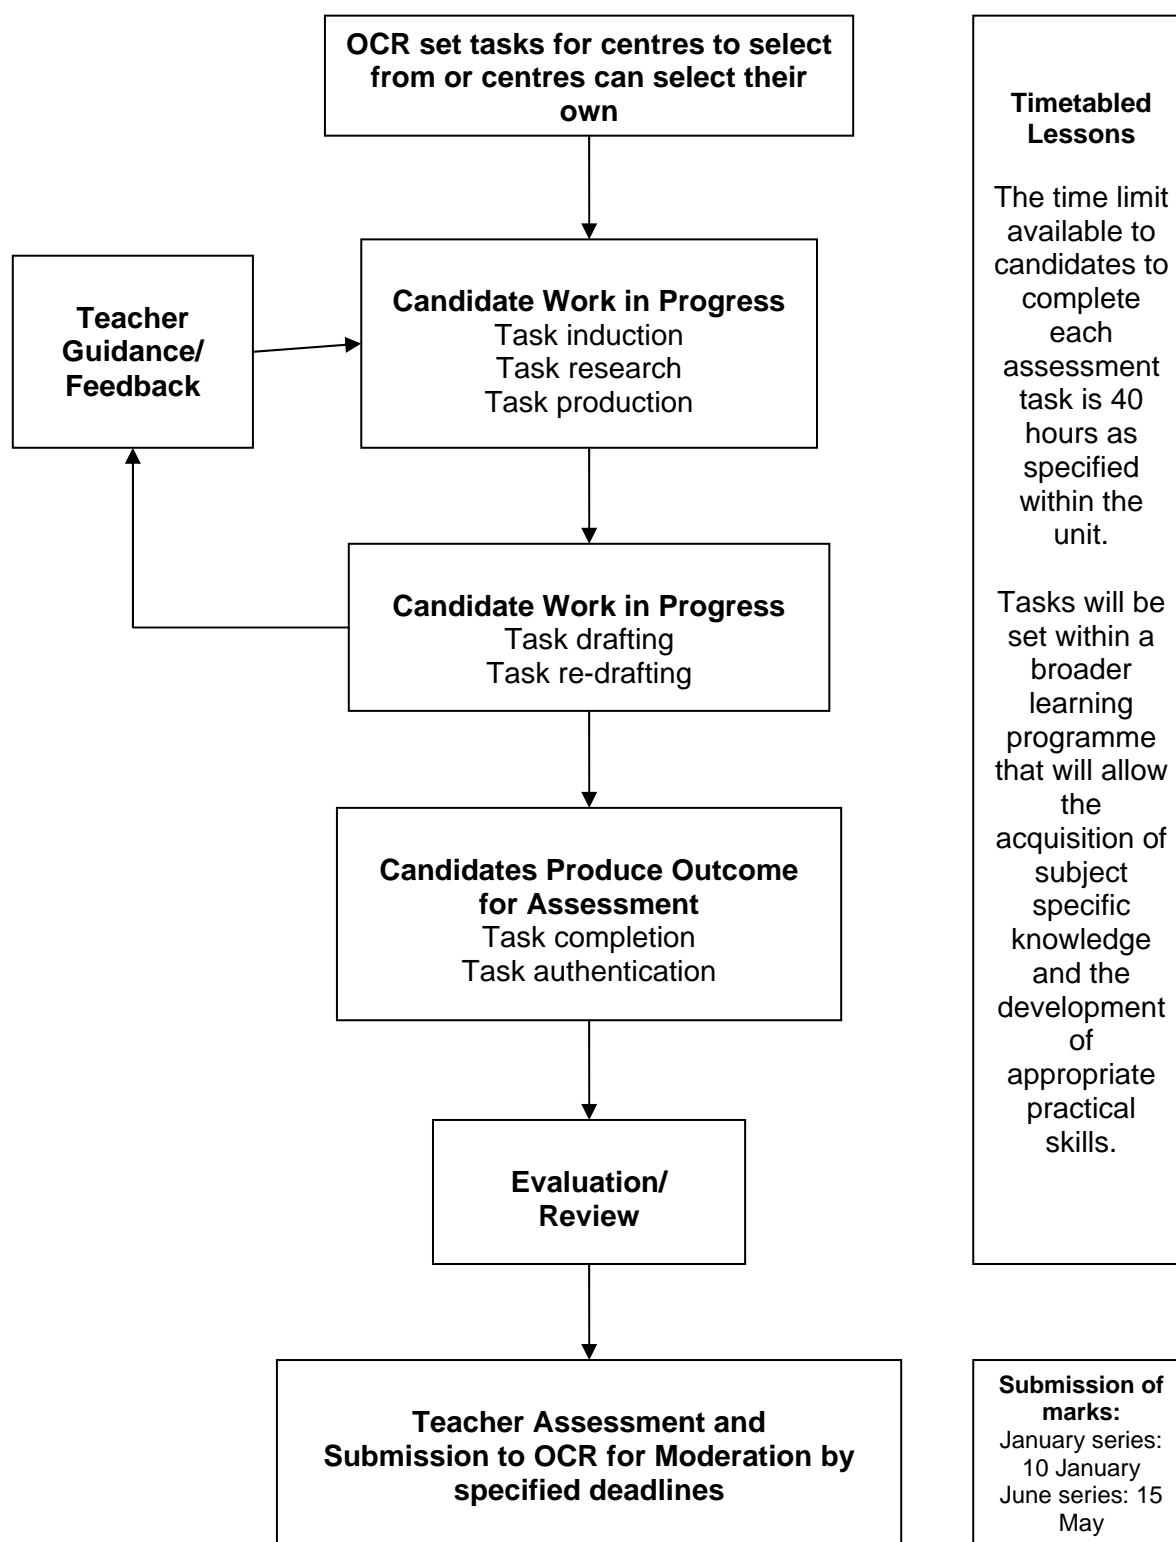 OCR set tasks for centres to select
from or centres can select their
own
Teacher
Guidance/
Feedback
Candidate Work in Progress
Task induction
Task research
Task production
Candidate Work in Progress
Task drafting
Task re-drafting
Candidates Produce Outcome
for Assessment
Task completion
Task authentication
Evaluation/
Review
Teacher Assessment and
Submission to OCR for Moderation by
specified deadlines
Timetabled
Lessons
The time limit
available to
candidates to
complete
each
assessment
task is 40
hours as
specified
within the
unit.
Tasks will be
set within a
broader
learning
programme
that will allow
the
acquisition of
subject
specific
knowledge
and the
development
of
appropriate
practical
skills.
Submission of
marks:
January series:
10 January
June series: 15
May